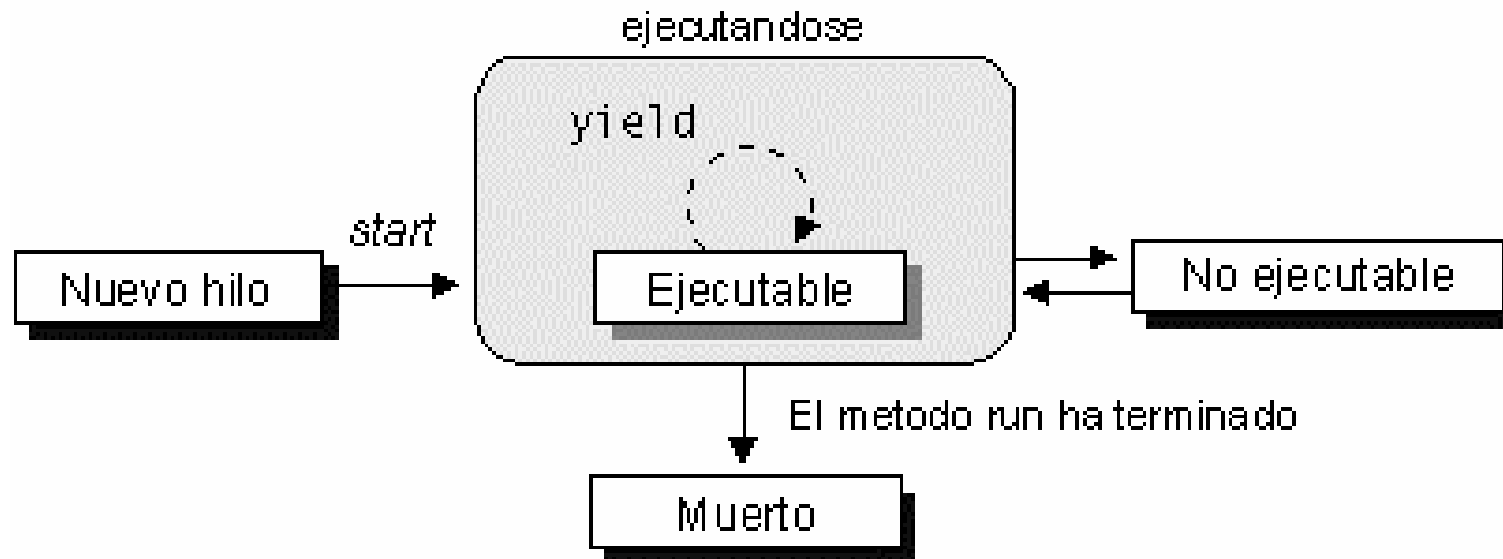 ejecutandose
yield
start
Nuevo hilo
Ejecutable
No ejecutable
El metodo run ha terminado
Muerto